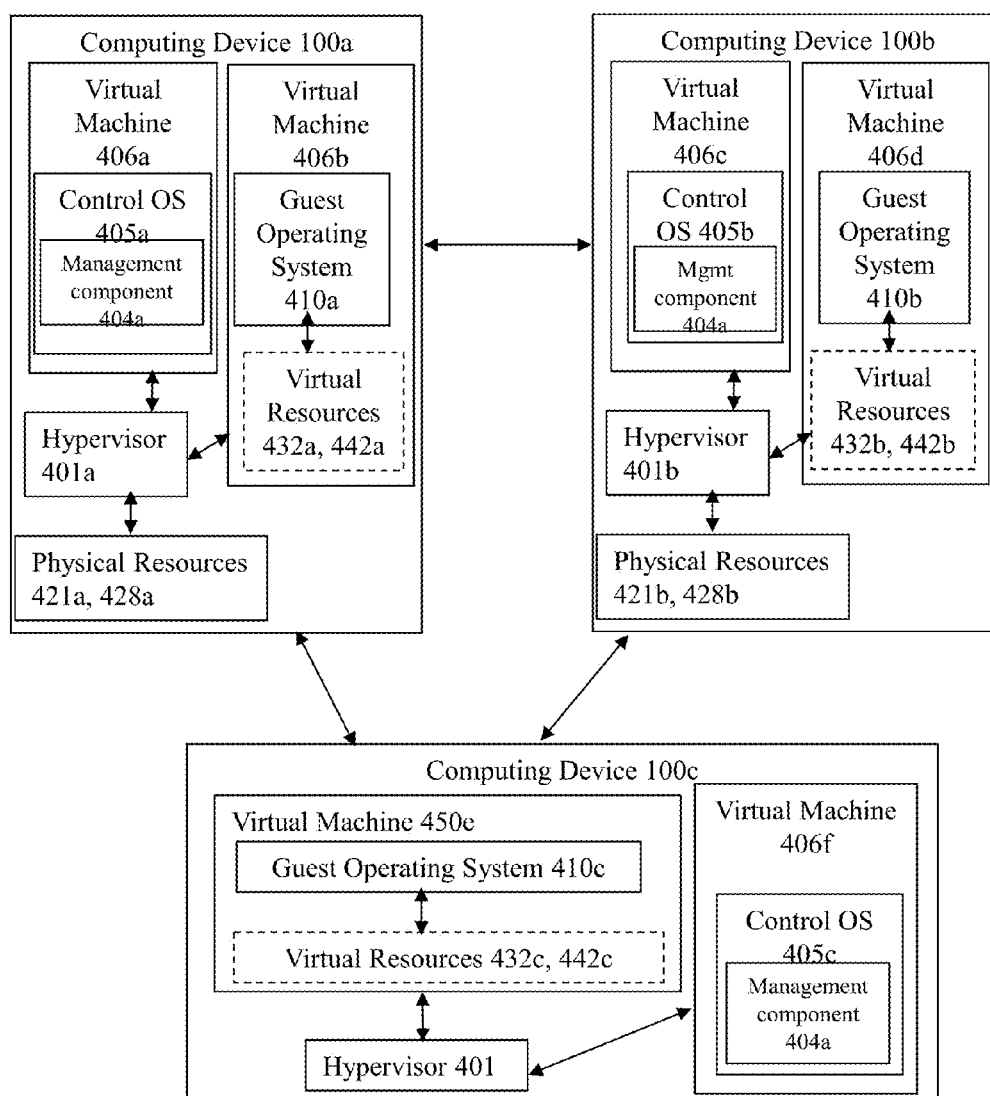 Computing Device 100a
Virtual
Machine
406a
Control OS
405a
Management
component
404a
Virtual
Machine
406b
Guest
Operating
System
410a
Virtual
Resources
432a, 442a
Hypervisor
401a
Physical Resources
421a, 428a
Computing Device 100b
Virtual
Machine
406c
Control
OS 405b
Mgmt
component
404a
Virtual
Machine
406d
Guest
Operating
System
410b
Virtual
Resources
432b, 442b
Hypervisor
401b
Physical Resources
421b, 428b
Computing Device 100c
Virtual Machine 450e
Guest Operating System 410c
Virtual Resources 432c, 442c
Hypervisor 401
Virtual Machine
406f
Control OS
405c
Management
component
404a